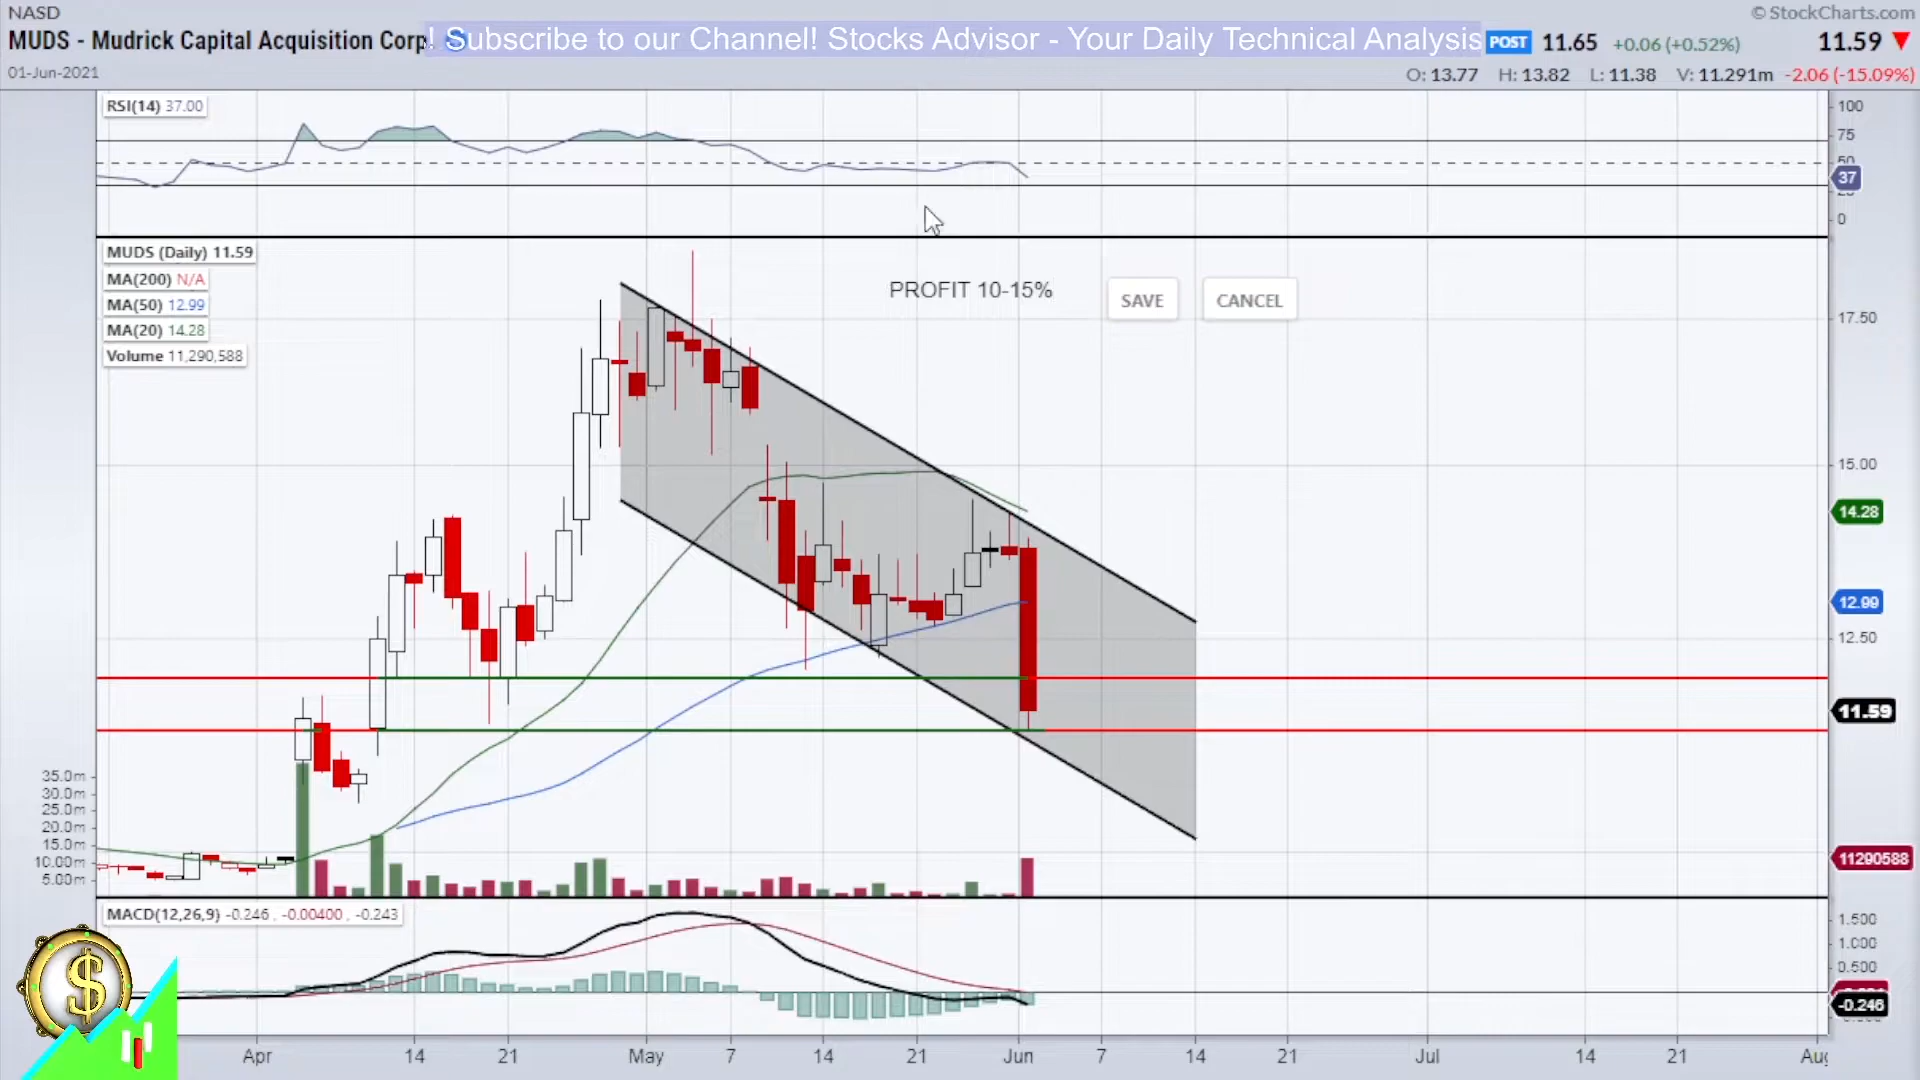 NASD
© StockCharts.com
MUDS - Mudrick Capital Acquisition Corp
! Subscribe to our Channel! Stocks Advisor - Your Daily Technical Analysis
POST 11.65 +0.06 (+0.52%) 11.59
01-Jun-2021
O: 13.77 H: 13.82 L: 11.38 V: 11.291m -2.06 (-15.09%)
RSI(14) 37.00
100
75
50
37
0
MUDS (Daily) 11.59
MA(200) N/A
MA(50) 12.99
MA(20) 14.28
Volume 11,290,588
PROFIT 10-15%
SAVE
CANCEL
17.50
15.00
14.28
12.99
12.50
11.59
35.0m
30.0m
25.0m
20.0m
15.0m
10.00m
5.00m
11290588
MACD(12,26,9) -0.246 , -0.00400 , -0.243
1.500
1.000
0.500
-0.246
$
Apr 14 21 May 7 14 21 Jun 7 14 21 Jul 14 21